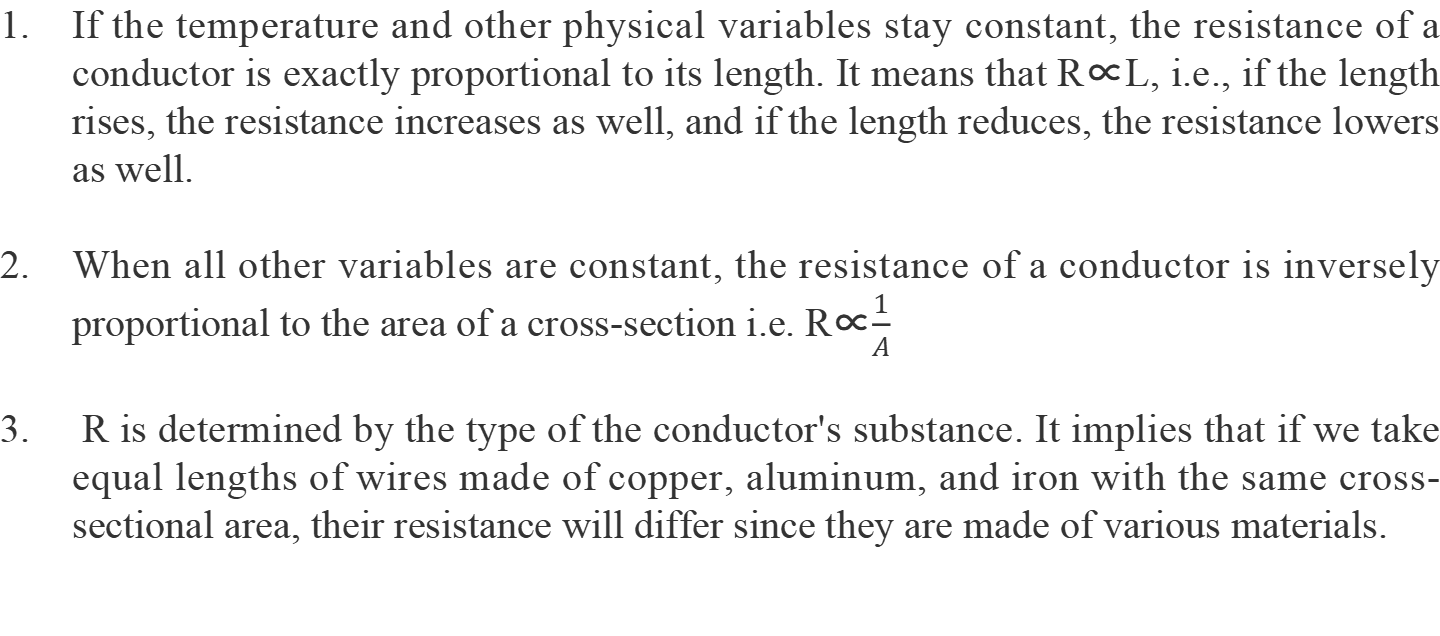 1. If the temperature and other physical variables stay constant, the resistance of a
conductor is exactly proportional to its length. It means that R∝L, i.e., if the length
rises, the resistance increases as well, and if the length reduces, the resistance lowers
as well.
2. When all other variables are constant, the resistance of a conductor is inversely
proportional to the area of a cross-section i.e. R∝1/A
3. R is determined by the type of the conductor's substance. It implies that if we take
equal lengths of wires made of copper, aluminum, and iron with the same cross-
sectional area, their resistance will differ since they are made of various materials.